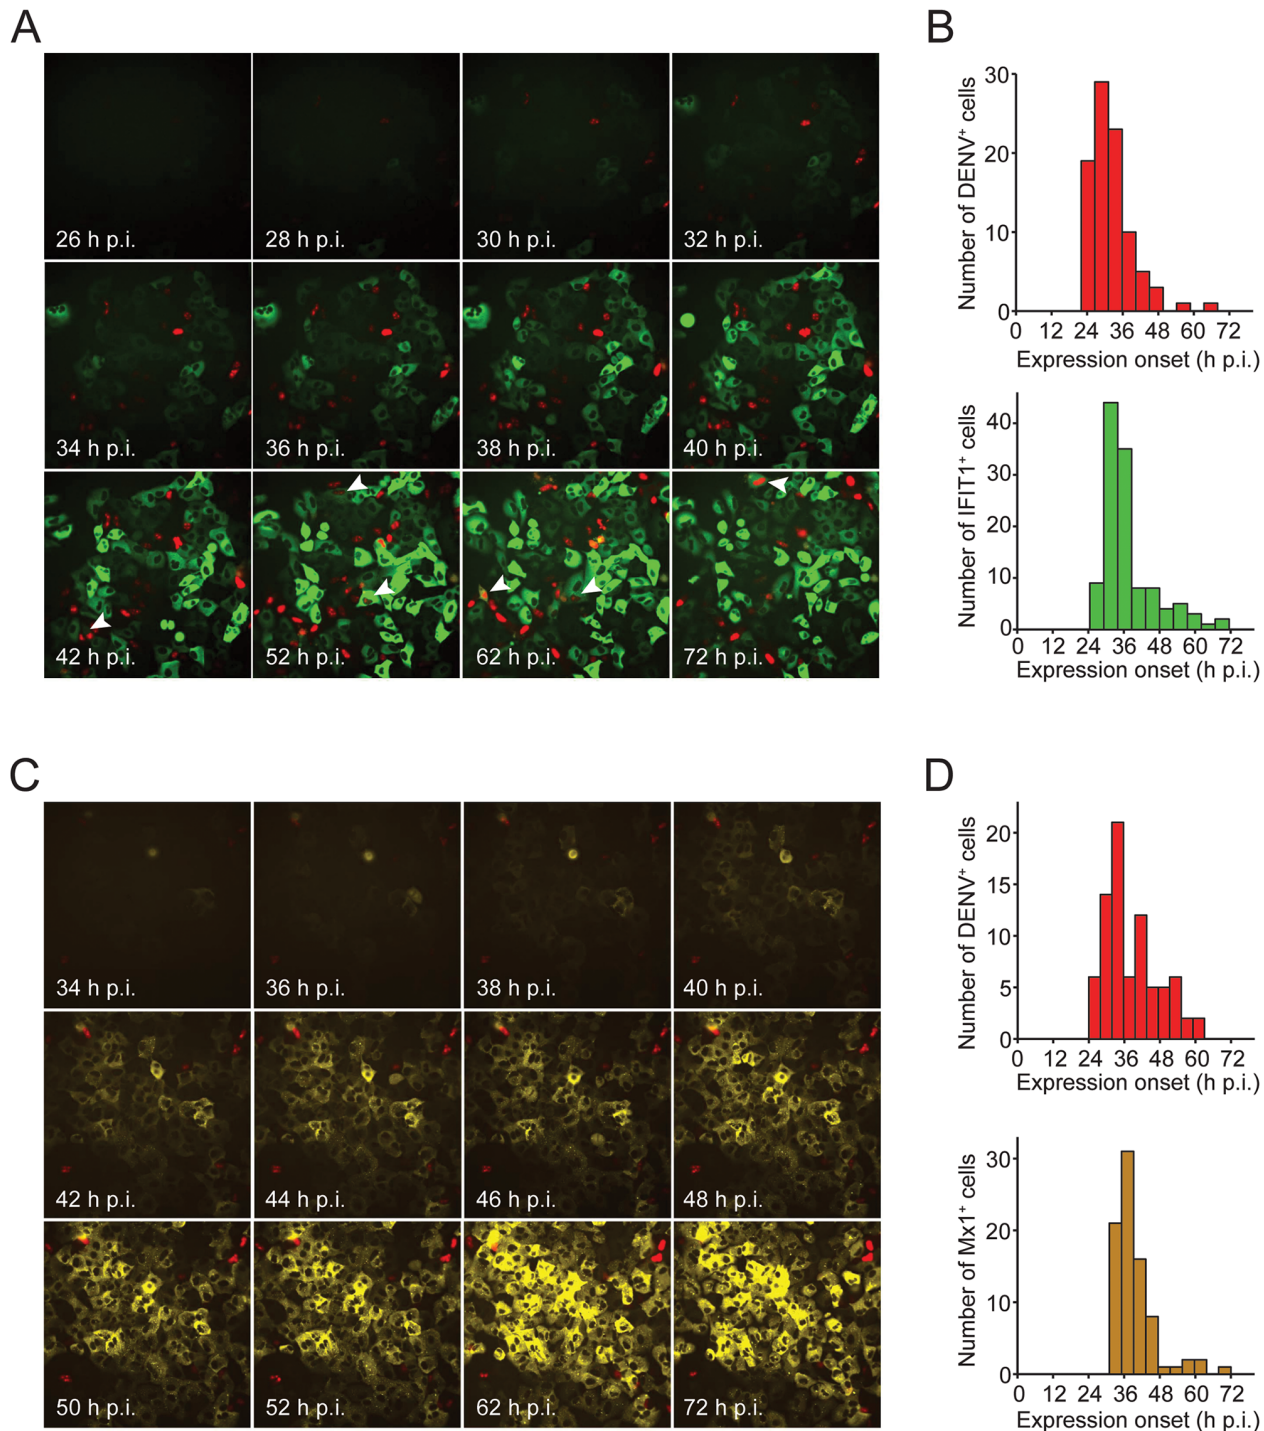 A
26 h p.i. 28 h p.i. 30 h p.i. 32 h p.i.
34 h p.i. 36 h p.i. 38 h p.i. 40 h p.i.
42 h p.i. 52 h p.i. 62 h p.i. 72 h p.i.
B
Number of DENV⁺ cells
30
20
10
0
0 12 24 36 48 60 72
Expression onset (h p.i.)
Number of IFIT1⁺ cells
40
30
20
10
0
0 12 24 36 48 60 72
Expression onset (h p.i.)
C
34 h p.i. 36 h p.i. 38 h p.i. 40 h p.i.
42 h p.i. 44 h p.i. 46 h p.i. 48 h p.i.
50 h p.i. 52 h p.i. 62 h p.i. 72 h p.i.
D
Number of DENV⁺ cells
20
15
10
5
0
0 12 24 36 48 60 72
Expression onset (h p.i.)
Number of Mx1⁺ cells
30
20
10
0
0 12 24 36 48 60 72
Expression onset (h p.i.)